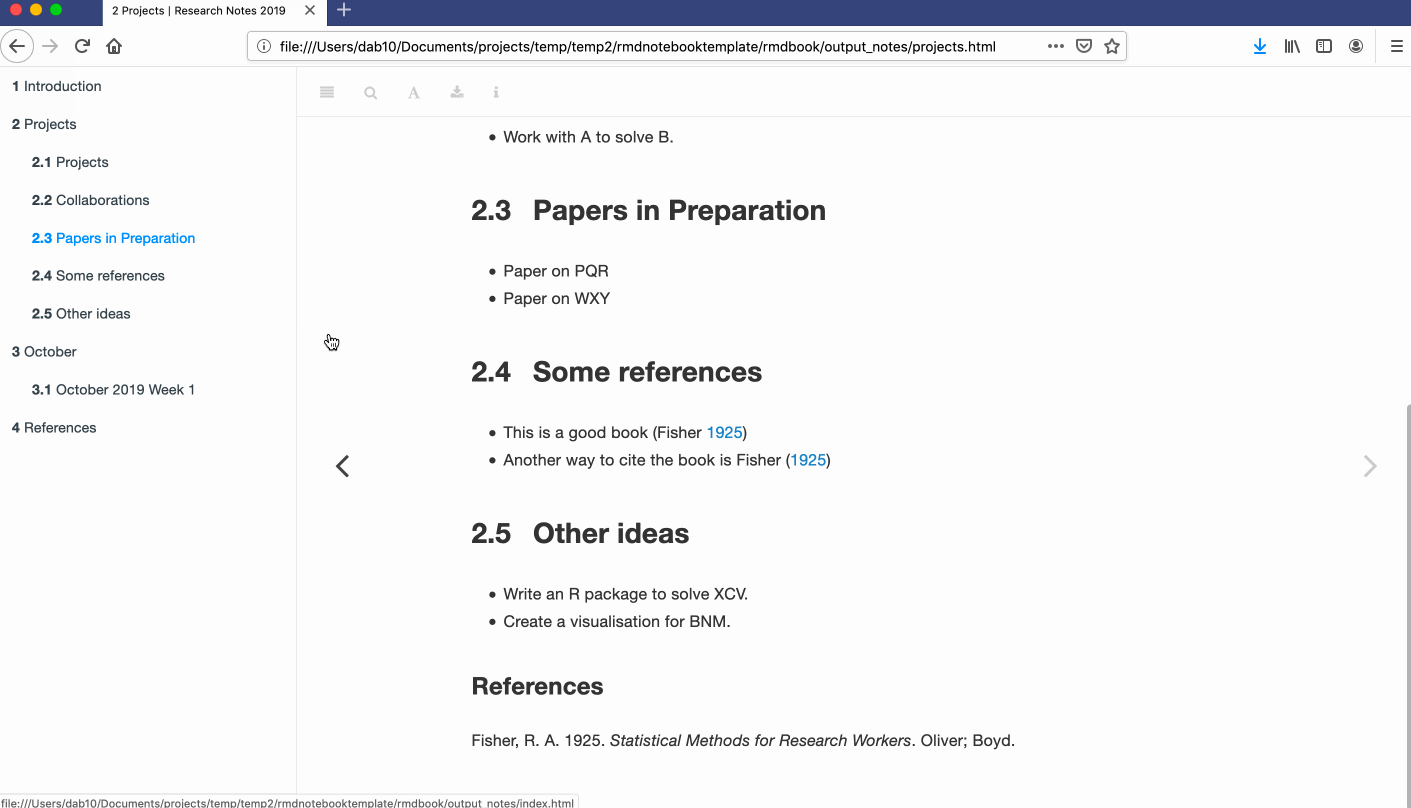 2 Projects | Research Notes 2019
file:///Users/dab10/Documents/projects/temp/temp2/rmdnotebooktemplate/rmdbook/output_notes/projects.html
1 Introduction
2 Projects
2.1 Projects
2.2 Collaborations
2.3 Papers in Preparation
2.4 Some references
2.5 Other ideas
3 October
3.1 October 2019 Week 1
4 References
A
i
• Work with A to solve B.
2.3 Papers in Preparation
• Paper on PQR
• Paper on WXY
2.4 Some references
• This is a good book (Fisher 1925)
• Another way to cite the book is Fisher (1925)
2.5 Other ideas
• Write an R package to solve XCV.
• Create a visualisation for BNM.
References
Fisher, R. A. 1925. Statistical Methods for Research Workers. Oliver; Boyd.
file:///Users/dab10/Documents/projects/temp/temp2/rmdnotebooktemplate/rmdbook/output_notes/index.html